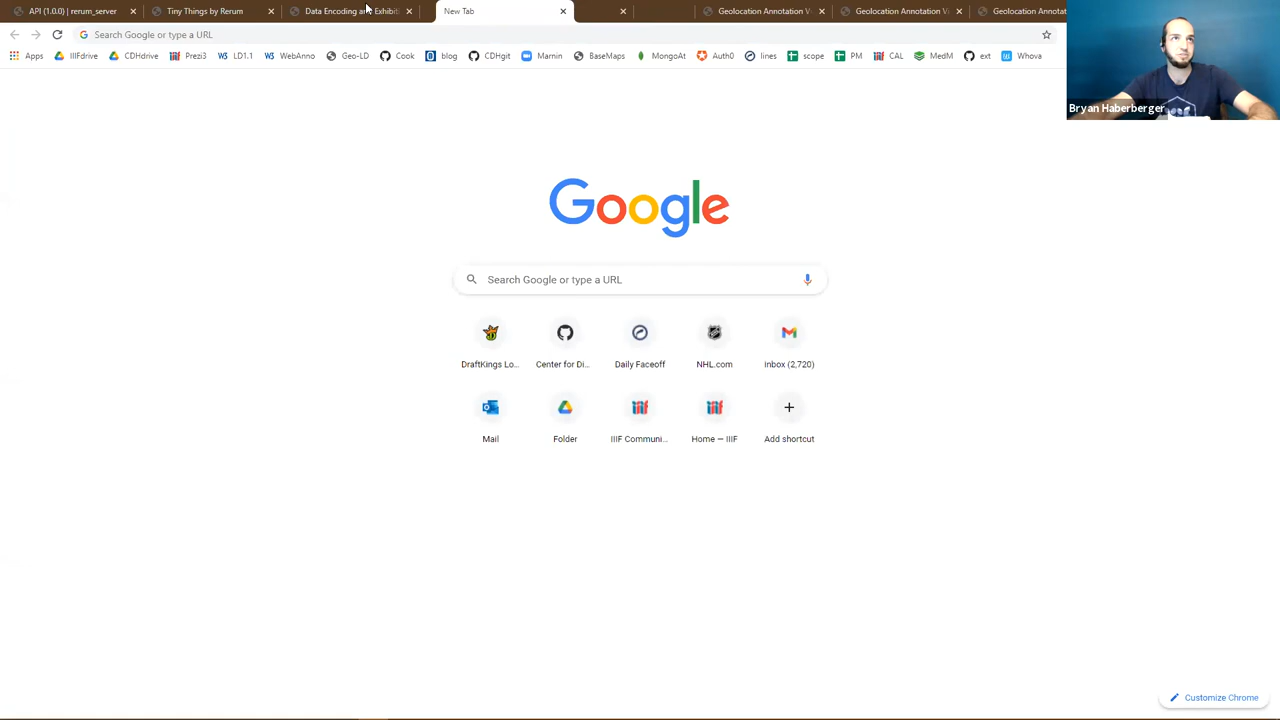 API (1.0.0) | rerum_server
Tiny Things by Rerum
Data Encoding and Exhibit
New Tab
Geolocation Annotation Vi
Geolocation Annotation Vi
Geolocation Annotat
Search Google or type a URL
Apps IIIFdrive CDHdrive Prezi3 LD1.1 WebAnno Geo-LD Cook blog CDHgit Marnin BaseMaps MongoAt Auth0 lines scope PM CAL MedM ext Whova
Bryan Haberberger
Google
Search Google or type a URL
DraftKings Lo... Center for Di... Daily Faceoff NHL.com Inbox (2,720)
Mail Folder IIIF Communi... Home — IIIF Add shortcut
Customize Chrome